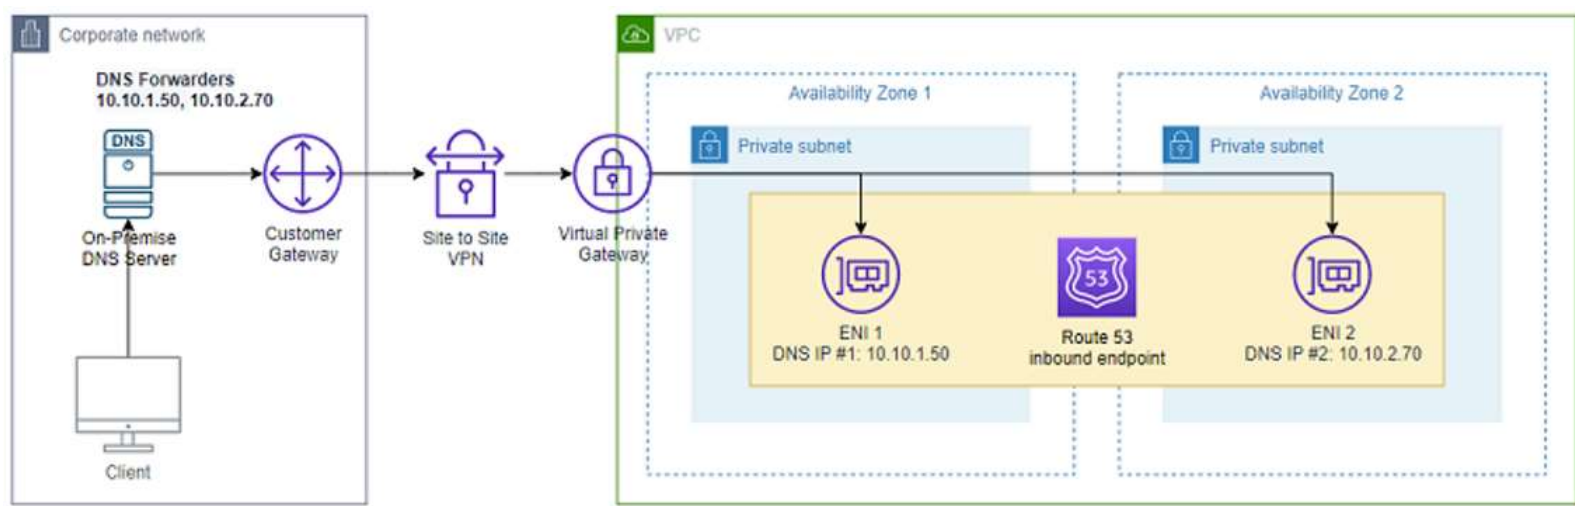 Corporate network
DNS Forwarders
10.10.1.50, 10.10.2.70
DNS
On-Premise
DNS Server
Client
Customer
Gateway
Site to Site
VPN
Virtual Private
Gateway
VPC
Availability Zone 1
Private subnet
ENI 1
DNS IP #1: 10.10.1.50
53
Route 53
inbound endpoint
Availability Zone 2
Private subnet
ENI 2
DNS IP #2: 10.10.2.70